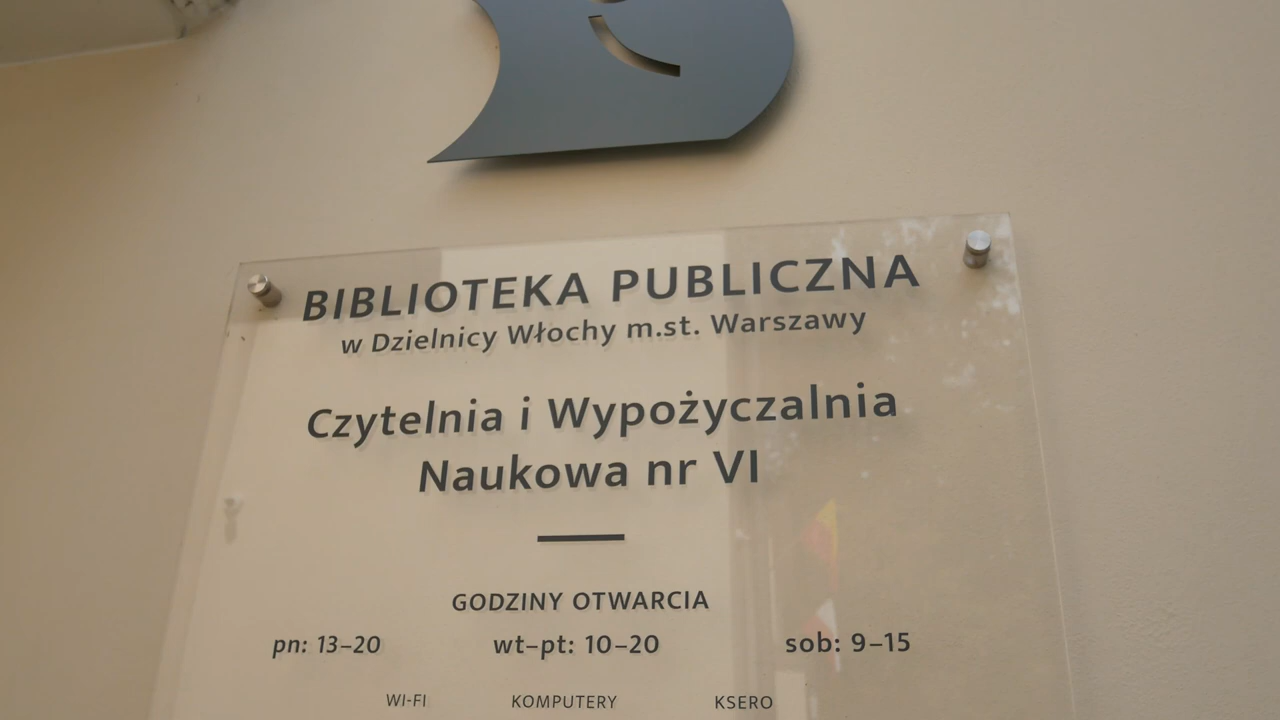 BIBLIOTEKA PUBLICZNA
w Dzielnicy Włochy m.st. Warszawy
Czytelnia i Wypożyczalnia
Naukowa nr VI
GODZINY OTWARCIA
pn: 13–20 wt–pt: 10–20 sob: 9–15
WI-FI KOMPUTERY KSERO